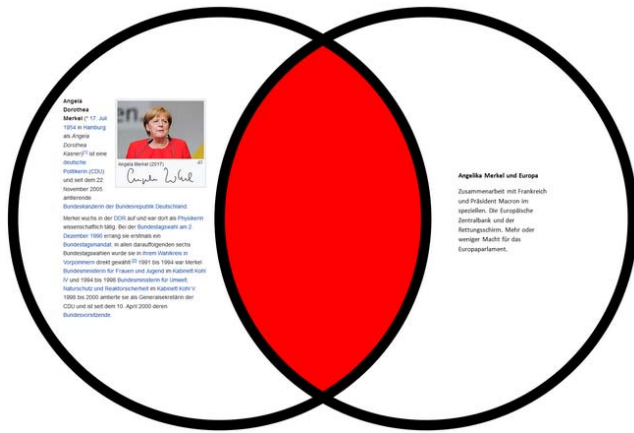 Angela
Dorothea
Merkel (* 17. Juli
1954 in Hamburg
als Angela
Dorothea
Kasner)[1] ist eine
deutsche
Politikerin (CDU)
und seit dem 22.
November 2005
amtierende
en.
Angela Merkel (2017)
Angela Merkel
Bundeskanzlerin der Bundesrepublik Deutschland.
Merkel wuchs in der DDR auf und war dort als Physikerin
wissenschaftlich tätig. Bei der Bundestagswahl am 2.
Dezember 1990 errang sie erstmals ein
Bundestagsmandat. In allen darauffolgenden sechs
Bundestagswahlen wurde sie in ihrem Wahlkreis in
Vorpommern direkt gewählt.[2] 1991 bis 1994 war Merkel
Bundesministerin für Frauen und Jugend im Kabinett Kohl
IV und 1994 bis 1998 Bundesministerin für Umwelt,
Naturschutz und Reaktorsicherheit im Kabinett Kohl V.
1998 bis 2000 amtierte sie als Generalsekretärin der
CDU und ist seit dem 10. April 2000 deren
Bundesvorsitzende.
Angelika Merkel und Europa
Zusammenarbeit mit Frankreich
und Präsident Macron im
speziellen. Die Europäische
Zentralbank und der
Rettungsschirm. Mehr oder
weniger Macht für das
Europaparlament.